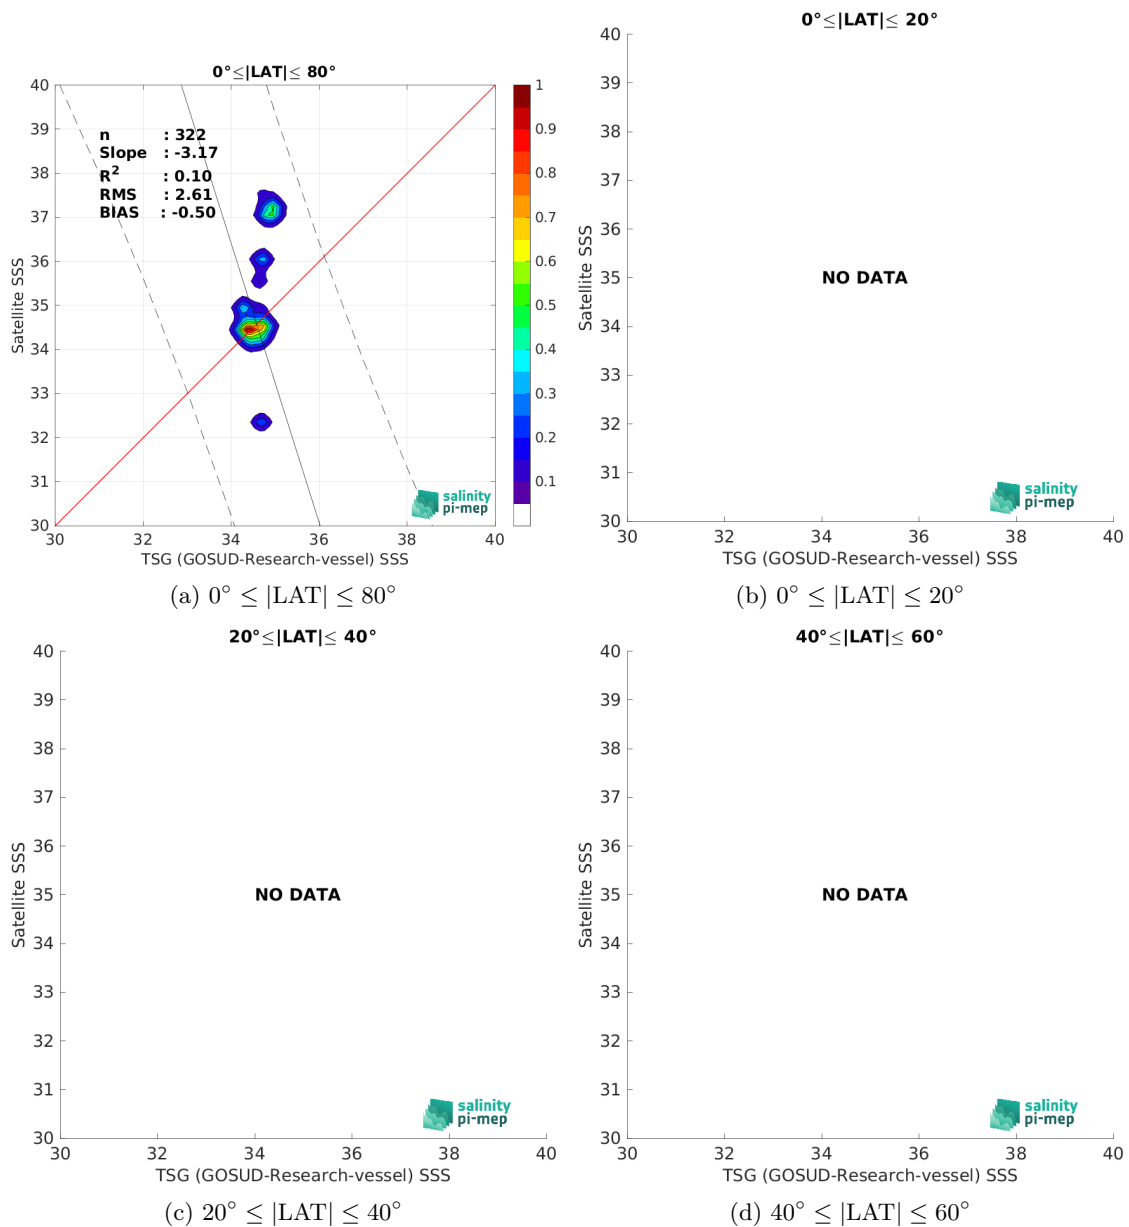 0°≤|LAT|≤ 80°
40
39
38
37
36
35
34
33
32
31
30
Satellite SSS
n : 322
Slope : -3.17
R² : 0.10
RMS : 2.61
BIAS : -0.50
salinity
pi-mep
30 32 34 36 38 40
TSG (GOSUD-Research-vessel) SSS
1
0.9
0.8
0.7
0.6
0.5
0.4
0.3
0.2
0.1
(a) 0° ≤ |LAT| ≤ 80°
0°≤|LAT|≤ 20°
40
39
38
37
36
35
34
33
32
31
30
Satellite SSS
NO DATA
salinity
pi-mep
30 32 34 36 38 40
TSG (GOSUD-Research-vessel) SSS
(b) 0° ≤ |LAT| ≤ 20°
20°≤|LAT|≤ 40°
40
39
38
37
36
35
34
33
32
31
30
Satellite SSS
NO DATA
salinity
pi-mep
30 32 34 36 38 40
TSG (GOSUD-Research-vessel) SSS
(c) 20° ≤ |LAT| ≤ 40°
40°≤|LAT|≤ 60°
40
39
38
37
36
35
34
33
32
31
30
Satellite SSS
NO DATA
salinity
pi-mep
30 32 34 36 38 40
TSG (GOSUD-Research-vessel) SSS
(d) 40° ≤ |LAT| ≤ 60°